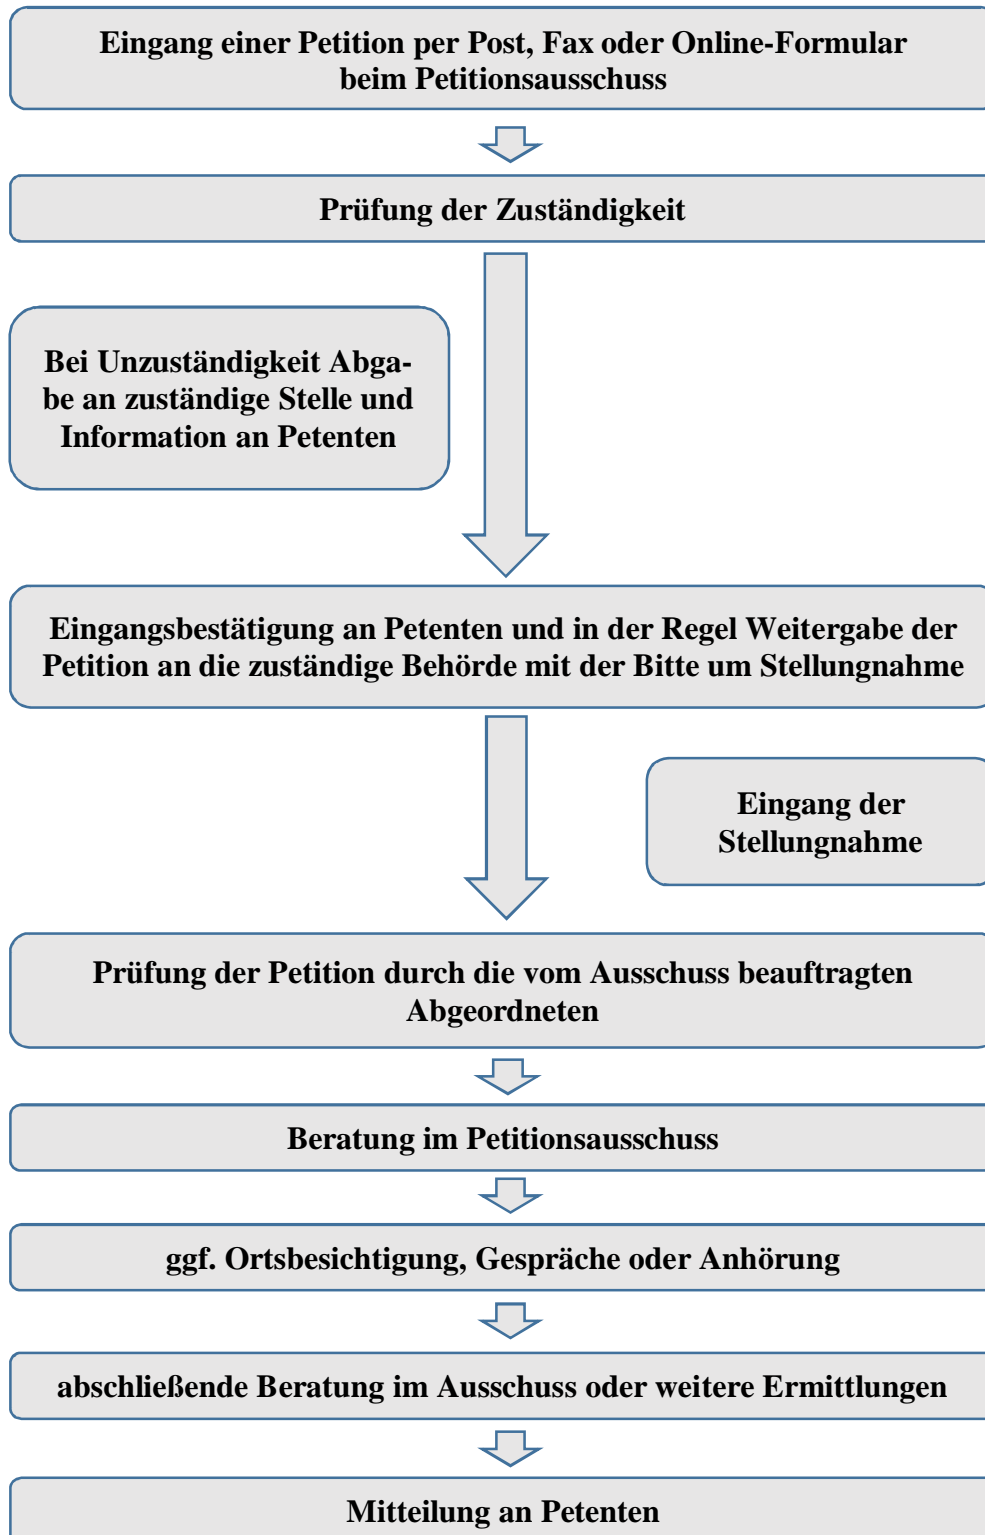 Eingang einer Petition per Post, Fax oder Online-Formular
beim Petitionsausschuss
Prüfung der Zuständigkeit
Bei Unzuständigkeit Abga-
be an zuständige Stelle und
Information an Petenten
Eingangsbestätigung an Petenten und in der Regel Weitergabe der
Petition an die zuständige Behörde mit der Bitte um Stellungnahme
Eingang der
Stellungnahme
Prüfung der Petition durch die vom Ausschuss beauftragten
Abgeordneten
Beratung im Petitionsausschuss
ggf. Ortsbesichtigung, Gespräche oder Anhörung
abschließende Beratung im Ausschuss oder weitere Ermittlungen
Mitteilung an Petenten